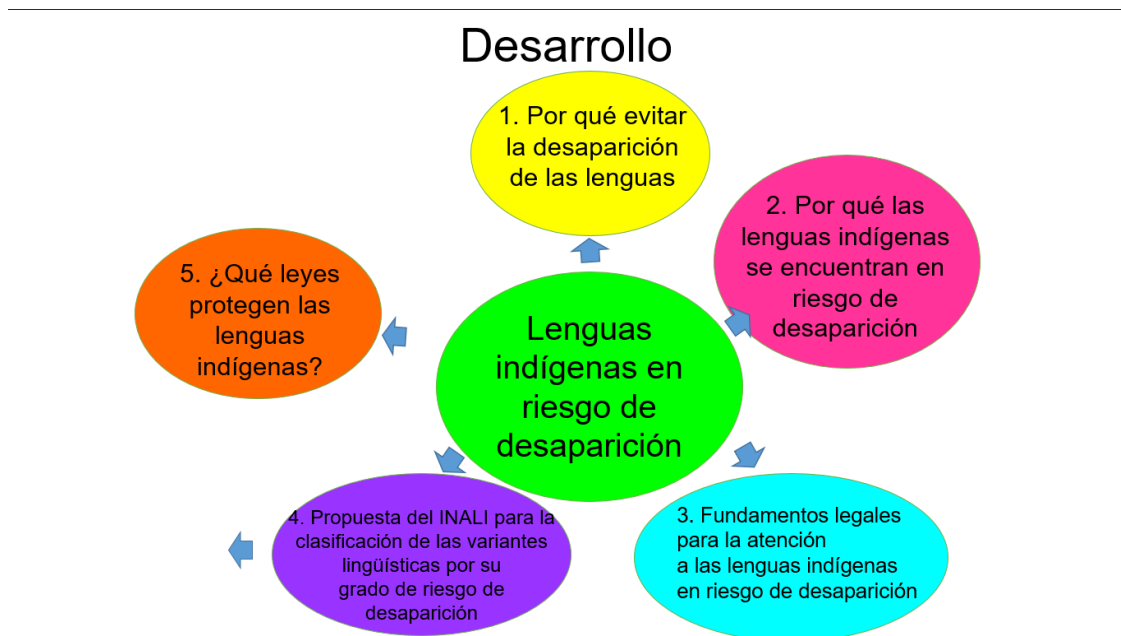 Desarrollo
1. Por qué evitar
la desaparición
de las lenguas
2. Por qué las
lenguas indígenas
se encuentran en
riesgo de
desaparición
5. ¿Qué leyes
protegen las
lenguas
indígenas?
Lenguas
indígenas en
riesgo de
desaparición
4. Propuesta del INALI para la
clasificación de las variantes
lingüísticas por su
grado de riesgo de
desaparición
3. Fundamentos legales
para la atención
a las lenguas indígenas
en riesgo de desaparición